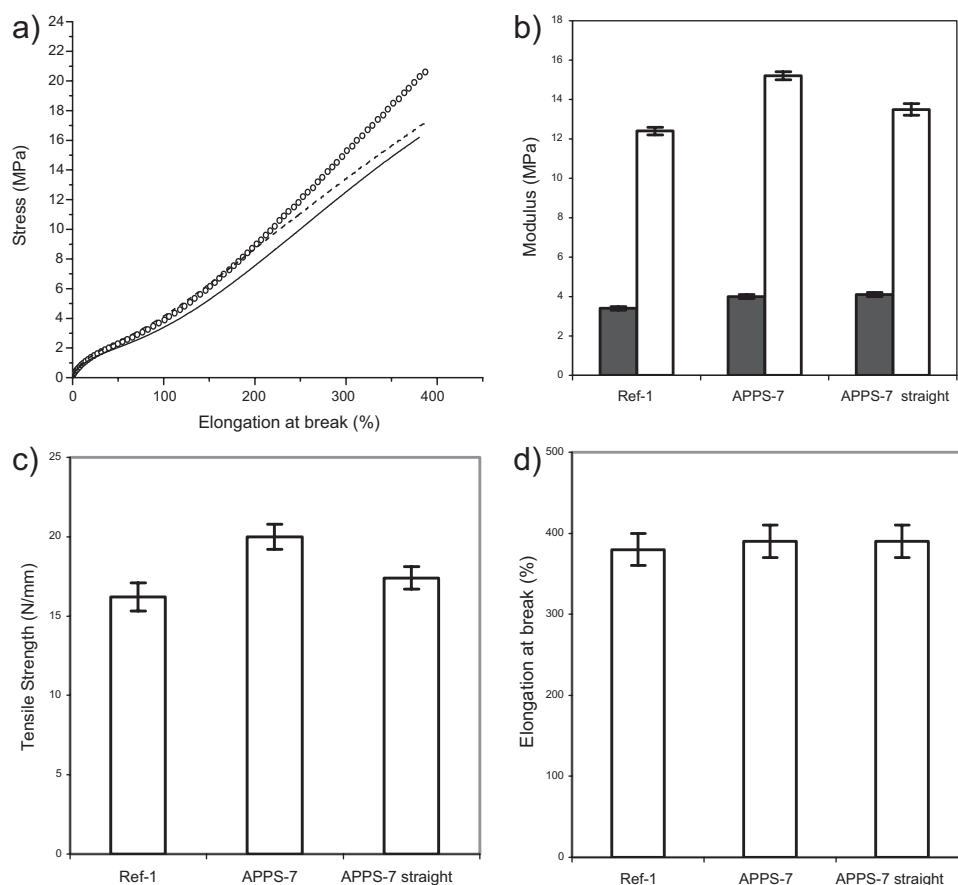 a)
24
22
20
18
16
14
12
10
8
6
4
2
0
Stress (MPa)
0 100 200 300 400
Elongation at break (%)
b)
18
16
14
12
10
8
6
4
2
0
Modulus (MPa)
Ref-1 APPS-7 APPS-7 straight
c)
25
20
15
10
5
0
Tensile Strength (N/mm)
Ref-1 APPS-7 APPS-7 straight
d)
500
400
300
200
100
0
Elongation at break (%)
Ref-1 APPS-7 APPS-7 straight